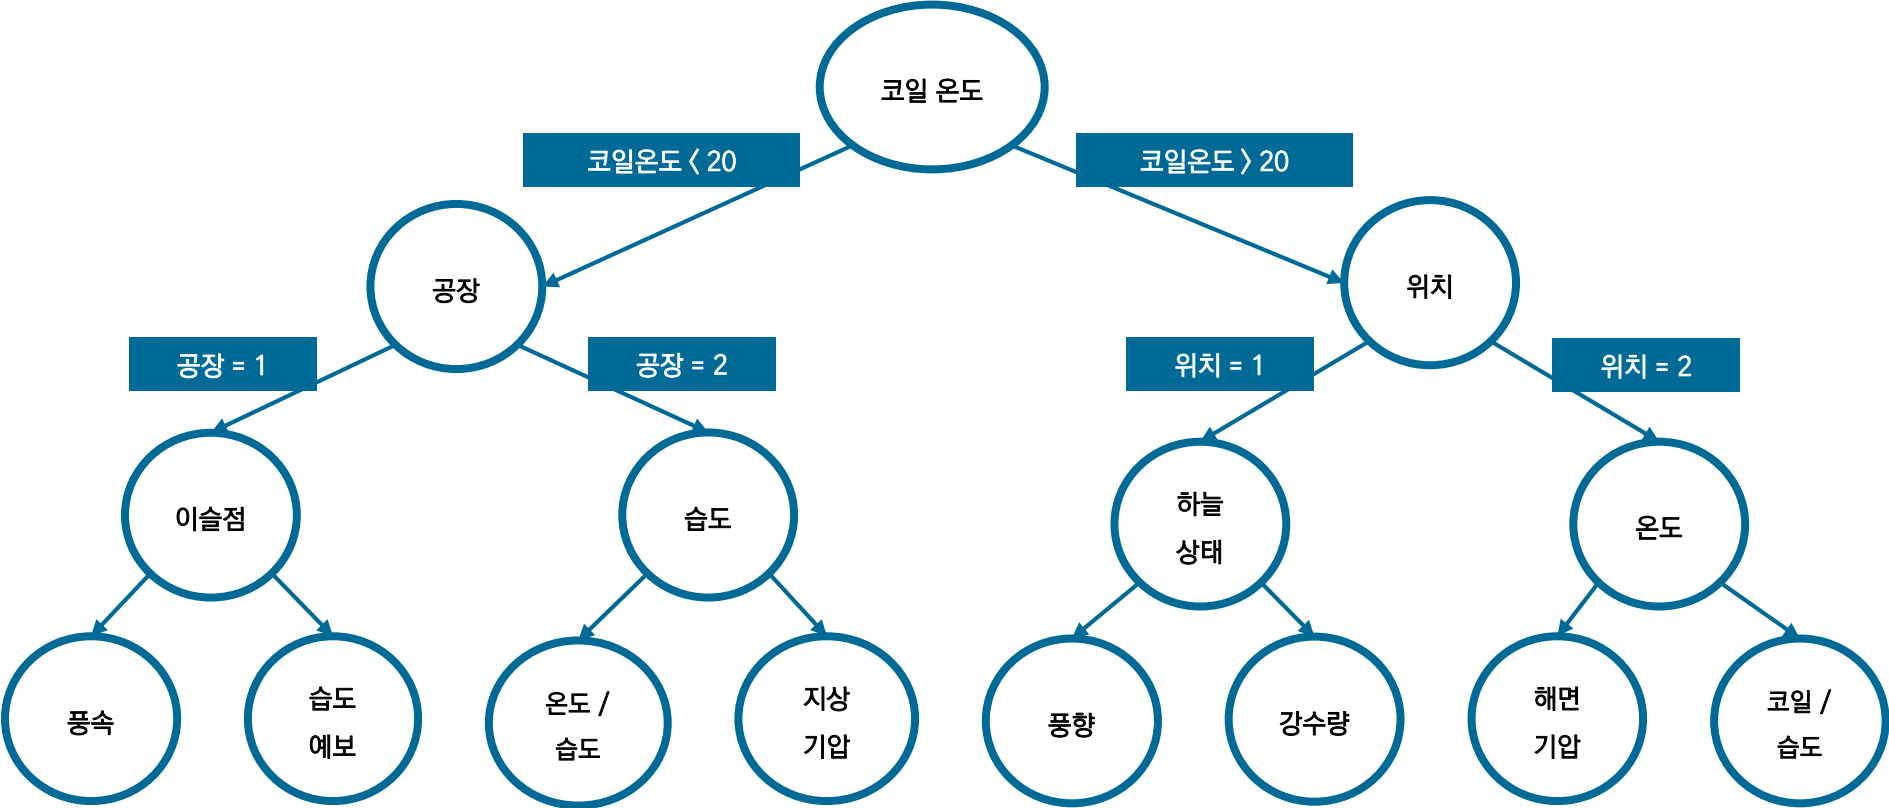 코일 온도
코일온도 < 20
코일온도 > 20
공장
위치
공장 = 1
공장 = 2
위치 = 1
위치 = 2
이슬점
습도
하늘
상태
온도
풍속
습도
예보
온도 /
습도
지상
기압
풍향
강수량
해면
기압
코일 /
습도